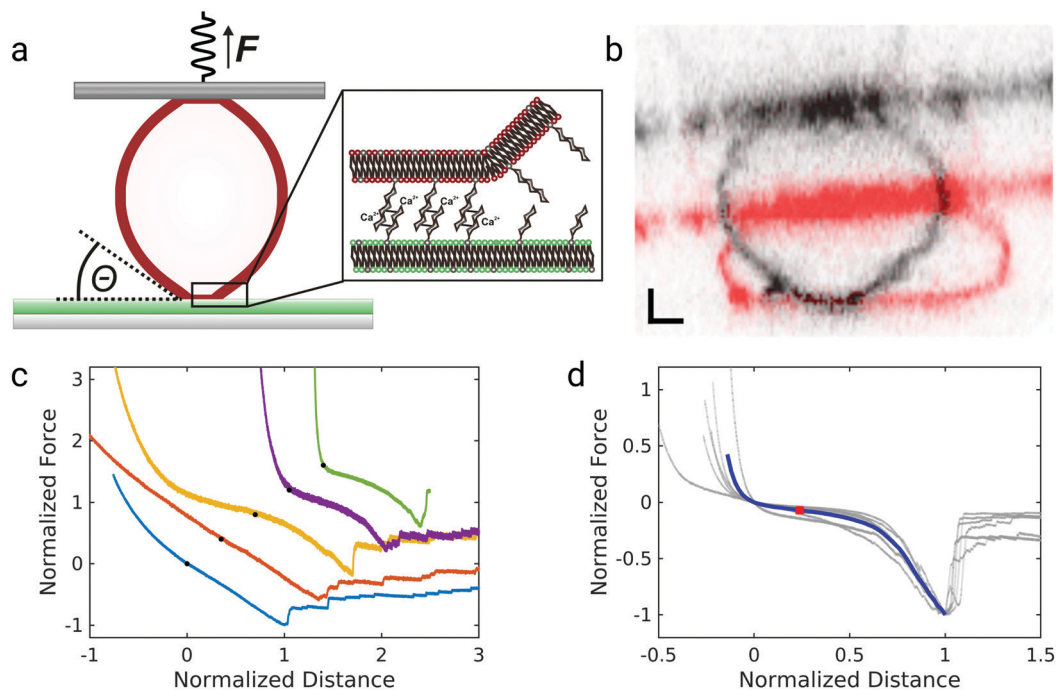 a
F
Θ
Ca²⁺ Ca²⁺ Ca²⁺
Ca²⁺
b
c
Normalized Force
3
2
1
0
-1
-1 0 1 2 3
Normalized Distance
d
Normalized Force
1
0.5
0
-0.5
-1
-0.5 0 0.5 1 1.5
Normalized Distance